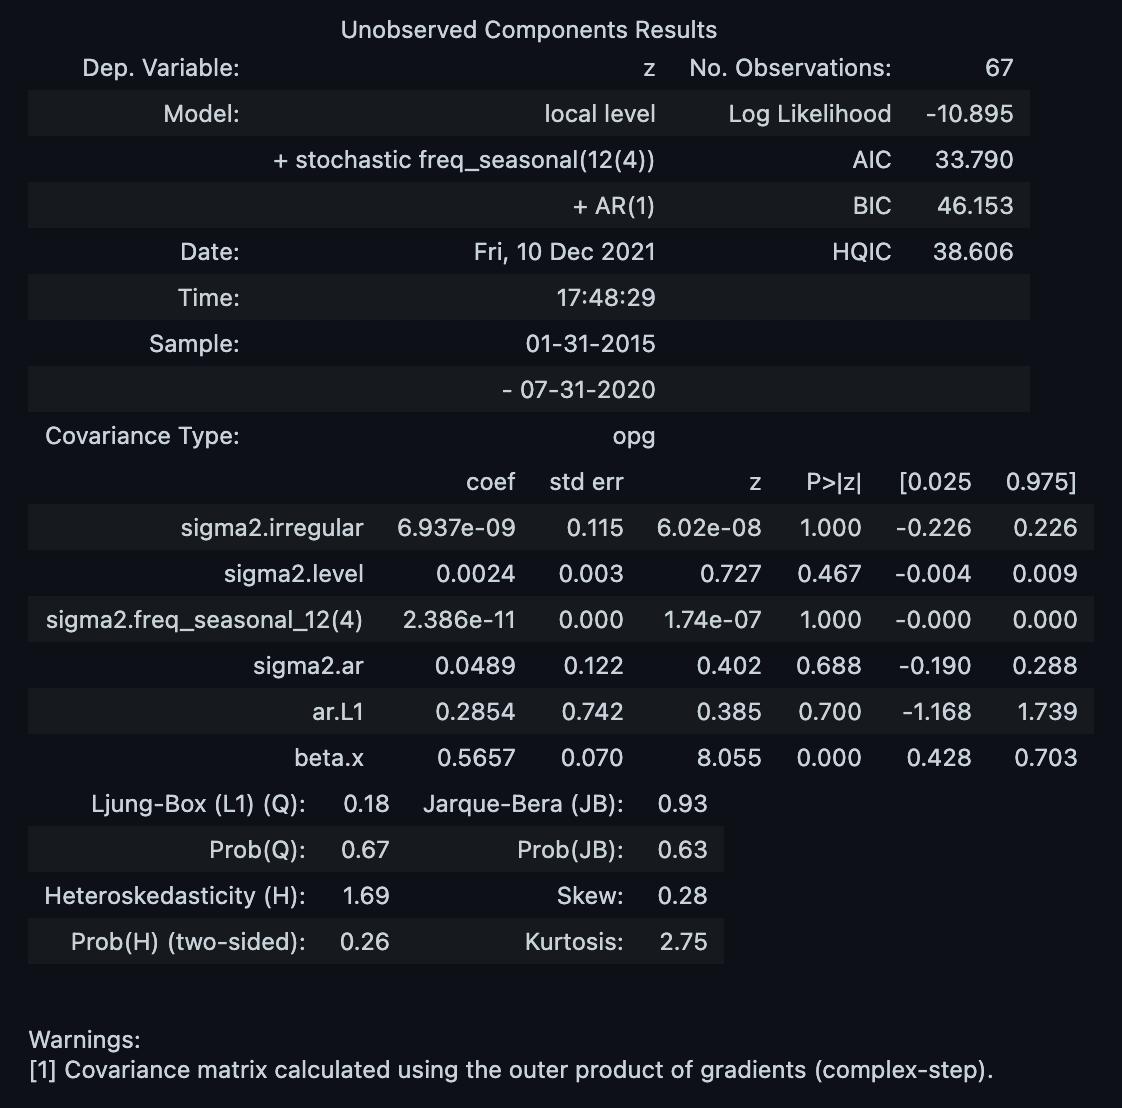 Unobserved Components Results
Dep. Variable: z No. Observations: 67
Model: local level Log Likelihood -10.895
+ stochastic freq_seasonal(12(4)) AIC 33.790
+ AR(1) BIC 46.153
Date: Fri, 10 Dec 2021 HQIC 38.606
Time: 17:48:29
Sample: 01-31-2015
- 07-31-2020
Covariance Type: opg
coef std err z P>|z| [0.025 0.975]
sigma2.irregular 6.937e-09 0.115 6.02e-08 1.000 -0.226 0.226
sigma2.level 0.0024 0.003 0.727 0.467 -0.004 0.009
sigma2.freq_seasonal_12(4) 2.386e-11 0.000 1.74e-07 1.000 -0.000 0.000
sigma2.ar 0.0489 0.122 0.402 0.688 -0.190 0.288
ar.L1 0.2854 0.742 0.385 0.700 -1.168 1.739
beta.x 0.5657 0.070 8.055 0.000 0.428 0.703
Ljung-Box (L1) (Q): 0.18 Jarque-Bera (JB): 0.93
Prob(Q): 0.67 Prob(JB): 0.63
Heteroskedasticity (H): 1.69 Skew: 0.28
Prob(H) (two-sided): 0.26 Kurtosis: 2.75
Warnings:
[1] Covariance matrix calculated using the outer product of gradients (complex-step).